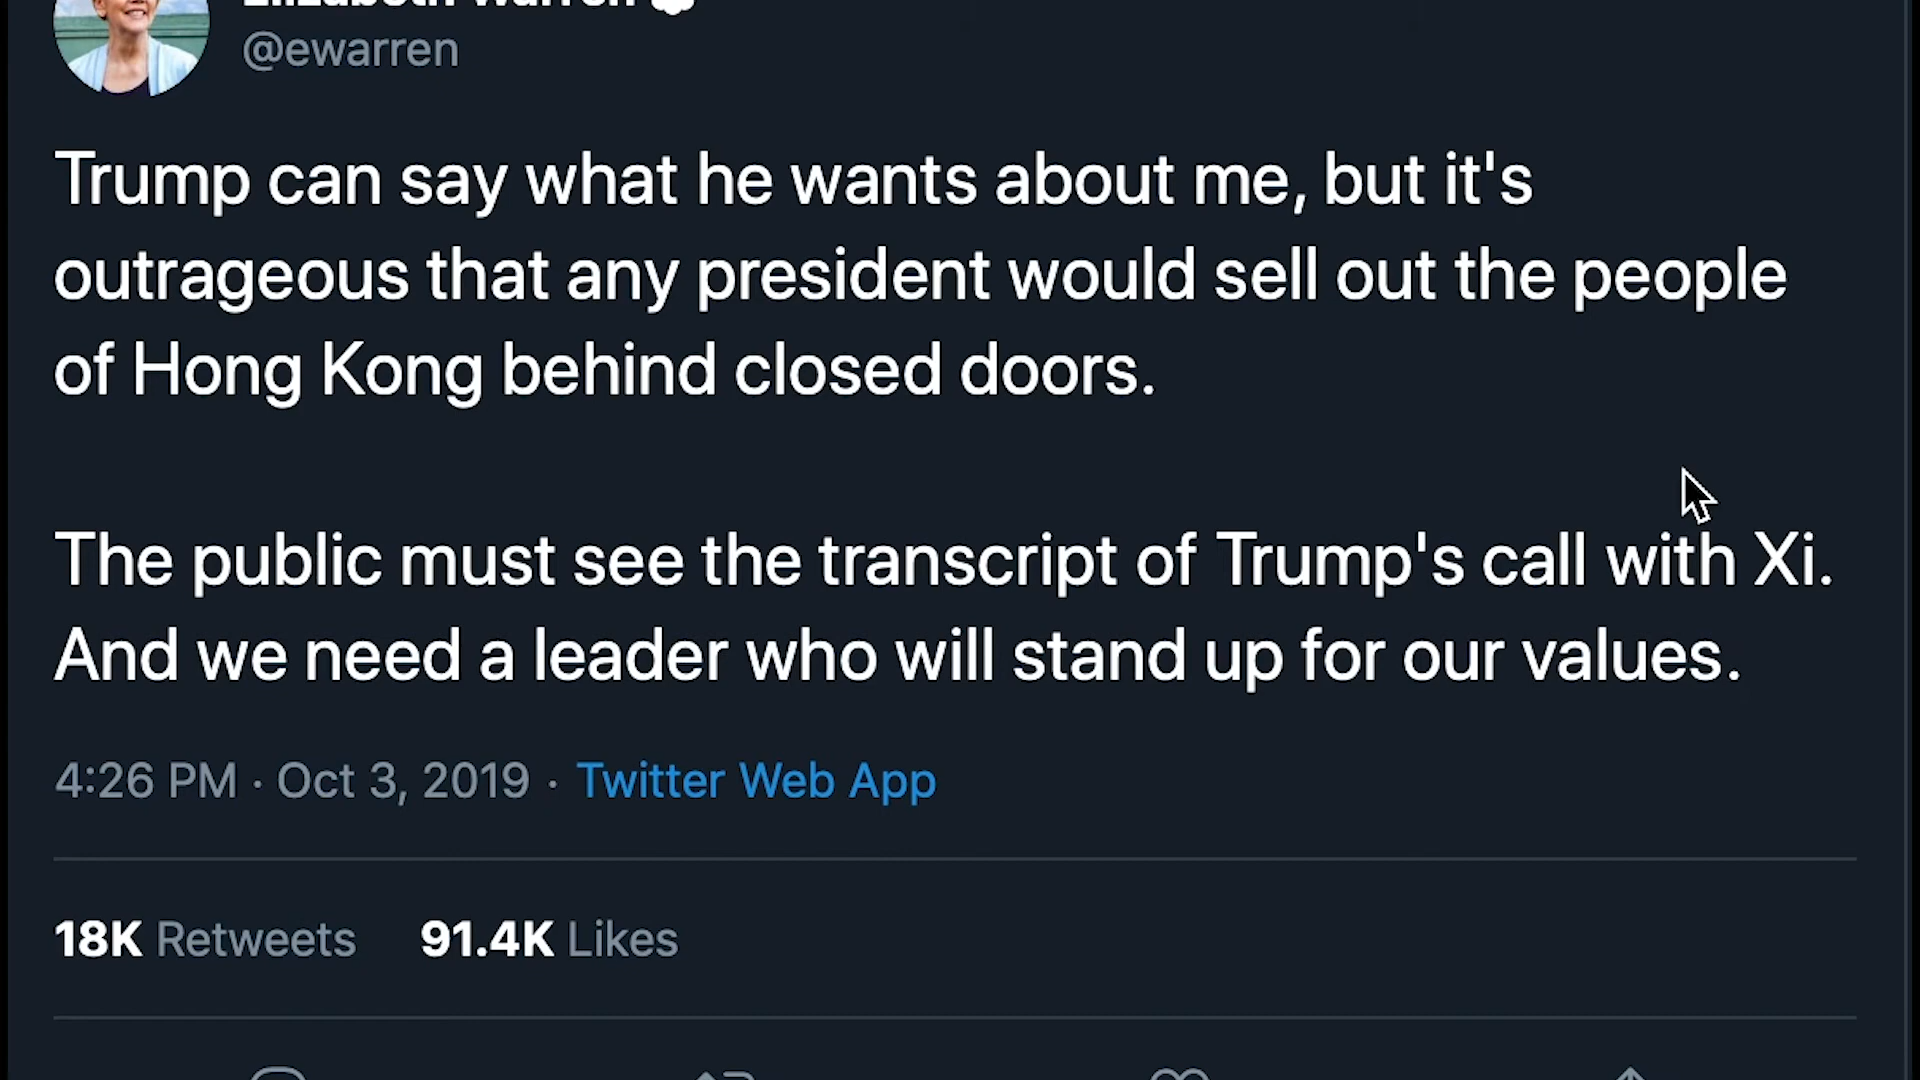 Elizabeth Warren
@ewarren
Trump can say what he wants about me, but it's
outrageous that any president would sell out the people
of Hong Kong behind closed doors.
The public must see the transcript of Trump's call with Xi.
And we need a leader who will stand up for our values.
4:26 PM · Oct 3, 2019 · Twitter Web App
18K Retweets 91.4K Likes